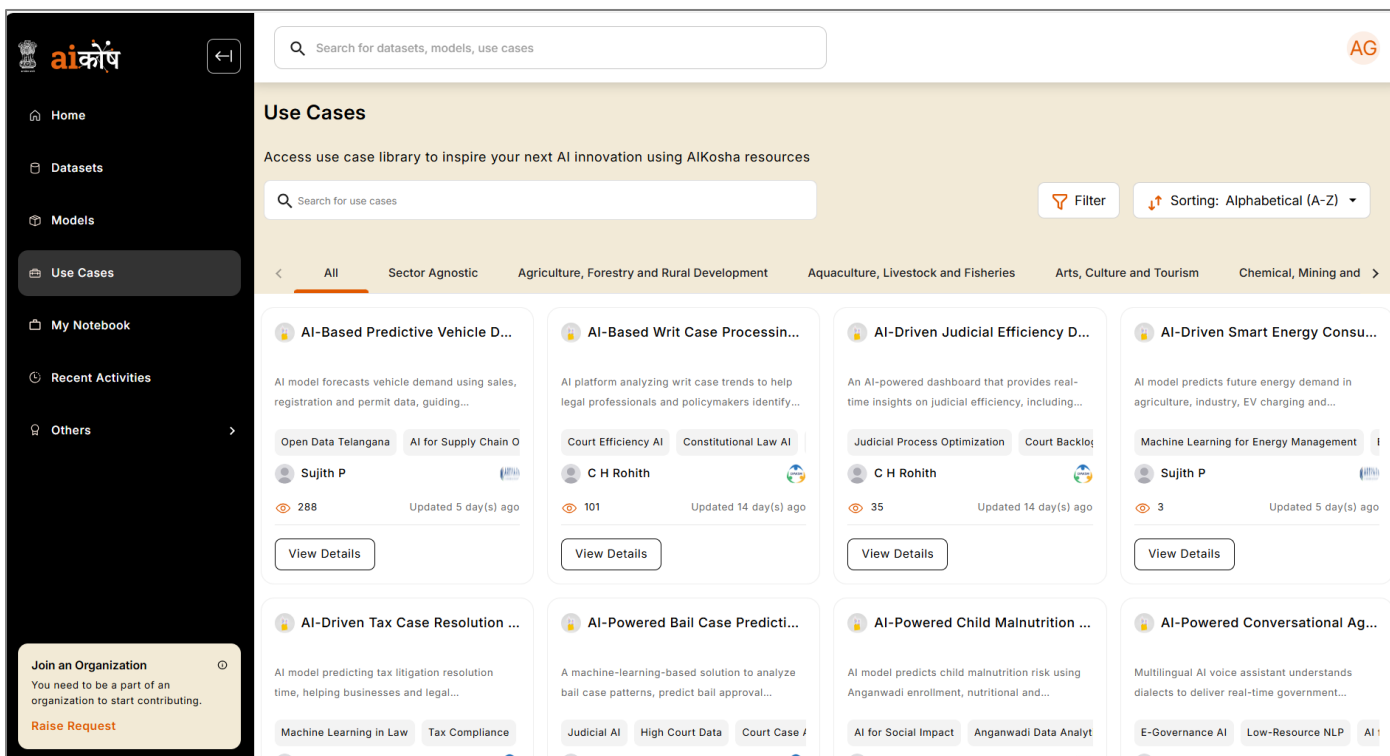 aiकोष
Search for datasets, models, use cases
AG
Home
Datasets
Models
Use Cases
My Notebook
Recent Activities
Others
Join an Organization
You need to be a part of an
organization to start contributing.
Raise Request
Use Cases
Access use case library to inspire your next AI innovation using AIKosha resources
Search for use cases
Filter
Sorting: Alphabetical (A-Z)
All Sector Agnostic Agriculture, Forestry and Rural Development Aquaculture, Livestock and Fisheries Arts, Culture and Tourism Chemical, Mining and
AI-Based Predictive Vehicle D...
AI model forecasts vehicle demand using sales,
registration and permit data, guiding...
Open Data Telangana AI for Supply Chain O
Sujith P
288 Updated 5 day(s) ago
View Details
AI-Based Writ Case Processin...
AI platform analyzing writ case trends to help
legal professionals and policymakers identify...
Court Efficiency AI Constitutional Law AI
C H Rohith
101 Updated 14 day(s) ago
View Details
AI-Driven Judicial Efficiency D...
An AI-powered dashboard that provides real-
time insights on judicial efficiency, including...
Judicial Process Optimization Court Backlog
C H Rohith
35 Updated 14 day(s) ago
View Details
AI-Driven Smart Energy Consu...
AI model predicts future energy demand in
agriculture, industry, EV charging and...
Machine Learning for Energy Management
Sujith P
3 Updated 5 day(s) ago
View Details
AI-Driven Tax Case Resolution ...
AI model predicting tax litigation resolution
time, helping businesses and legal...
Machine Learning in Law Tax Compliance
AI-Powered Bail Case Predicti...
A machine-learning-based solution to analyze
bail case patterns, predict bail approval...
Judicial AI High Court Data Court Case A
AI-Powered Child Malnutrition ...
AI model predicts child malnutrition risk using
Anganwadi enrollment, nutritional and...
AI for Social Impact Anganwadi Data Analyt
AI-Powered Conversational Ag...
Multilingual AI voice assistant understands
dialects to deliver real-time government...
E-Governance AI Low-Resource NLP AI